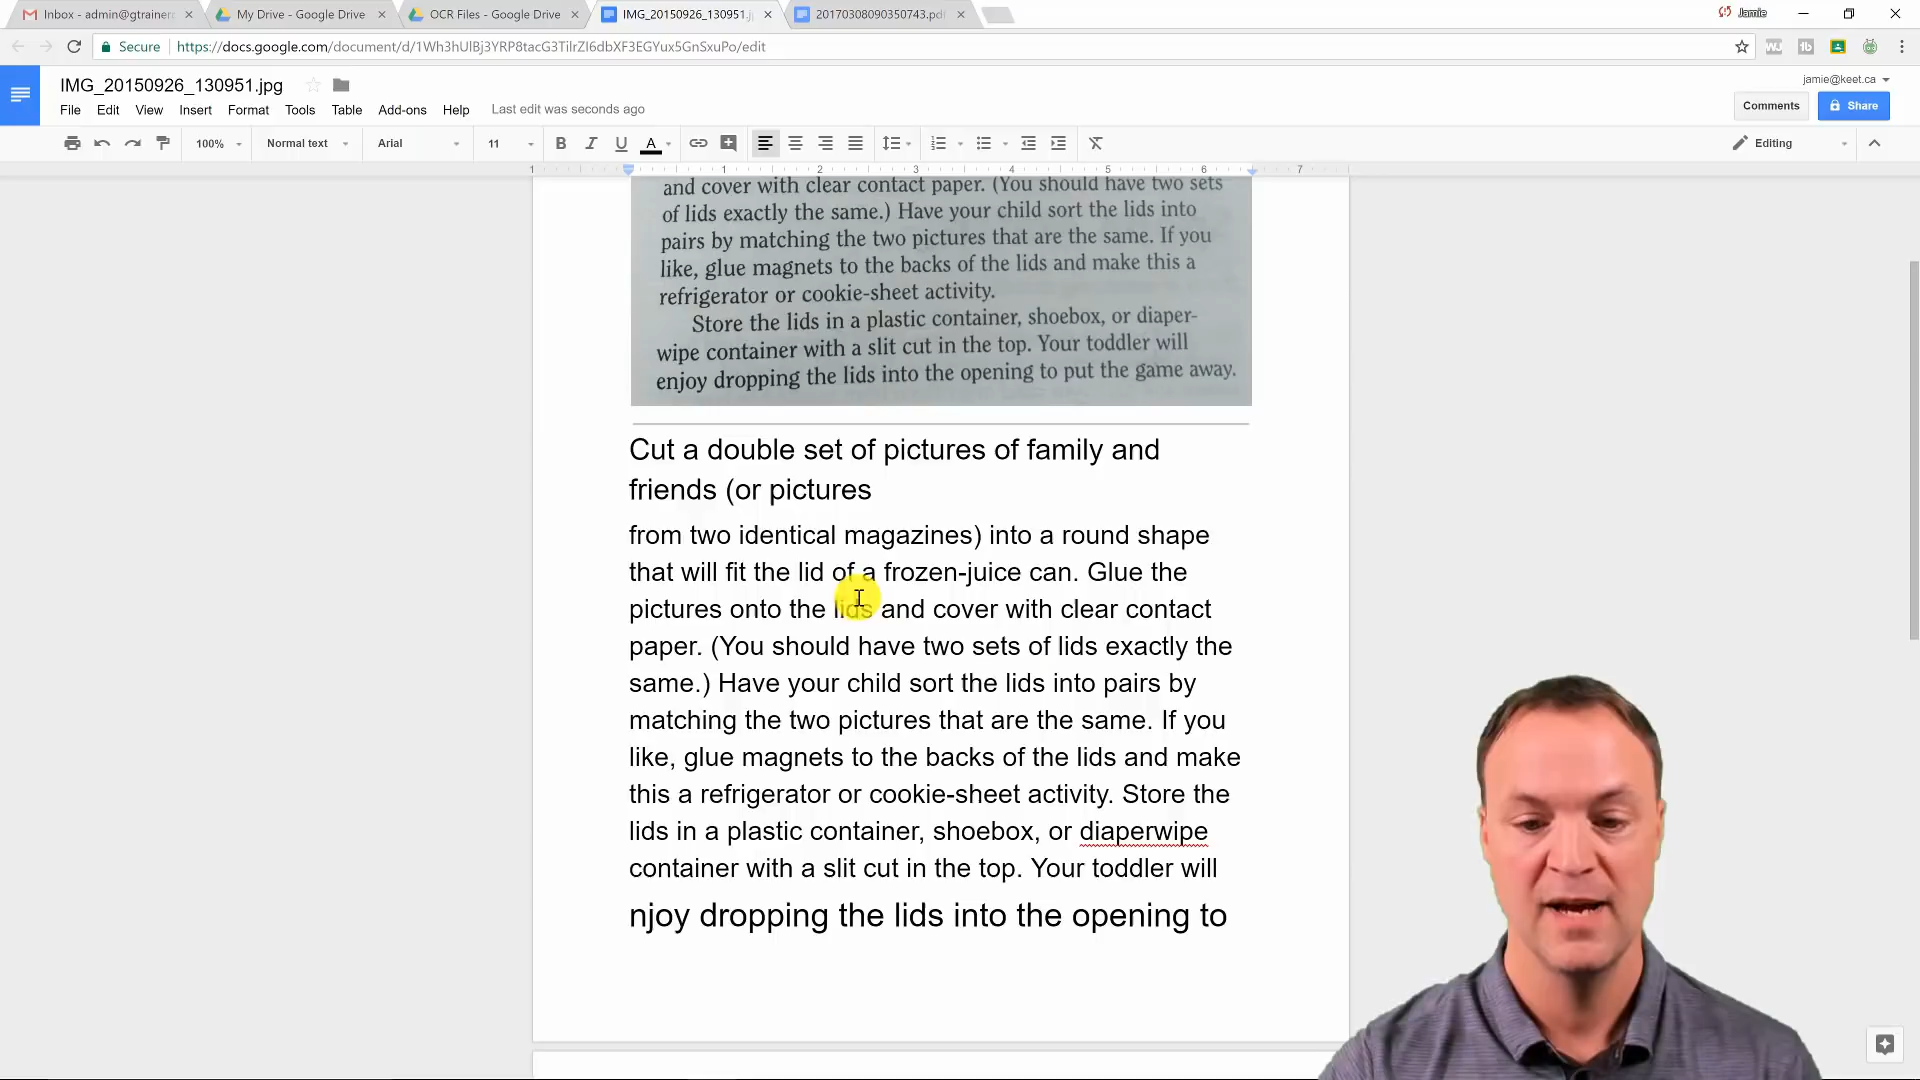 Inbox - admin@gtrainer
My Drive - Google Drive
OCR Files - Google Drive
IMG_20150926_130951.j
20170308090350743.pd
Jamie
Secure
https://docs.google.com/document/d/1Wh3hUlBj3YRP8tacG3TilrZI6dbXF3EGYux5GnSxuPo/edit
IMG_20150926_130951.jpg
jamie@keet.ca
File Edit View Insert Format Tools Table Add-ons Help Last edit was seconds ago
Comments
Share
100% Normal text Arial 11 B I U A
Editing
1 1 2 3 4 5 6 7
and cover with clear contact paper. (You should have two sets
of lids exactly the same.) Have your child sort the lids into
pairs by matching the two pictures that are the same. If you
like, glue magnets to the backs of the lids and make this a
refrigerator or cookie-sheet activity.
Store the lids in a plastic container, shoebox, or diaper-
wipe container with a slit cut in the top. Your toddler will
enjoy dropping the lids into the opening to put the game away.
Cut a double set of pictures of family and
friends (or pictures
from two identical magazines) into a round shape
that will fit the lid of a frozen-juice can. Glue the
pictures onto the lids and cover with clear contact
paper. (You should have two sets of lids exactly the
same.) Have your child sort the lids into pairs by
matching the two pictures that are the same. If you
like, glue magnets to the backs of the lids and make
this a refrigerator or cookie-sheet activity. Store the
lids in a plastic container, shoebox, or diaperwipe
container with a slit cut in the top. Your toddler will
njoy dropping the lids into the opening to